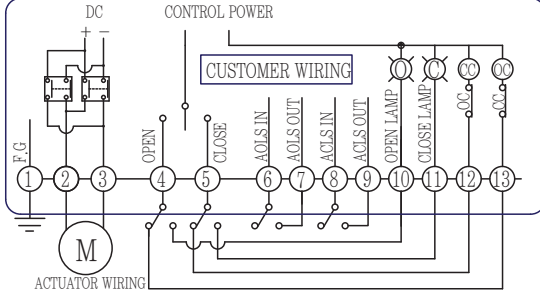 DC
CONTROL POWER
+ −
CUSTOMER WIRING
O C CC OC
F.G
OPEN
CLOSE
AOLS IN
AOLS OUT
ACLS IN
ACLS OUT
OPEN LAMP
CLOSE LAMP
OC
CC
1 2 3 4 5 6 7 8 9 10 11 12 13
M
ACTUATOR WIRING